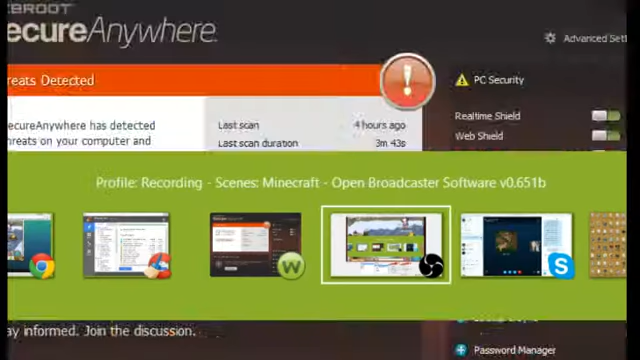 EBROOT
ecureAnywhere.
Advanced Sett
reats Detected
PC Security
ecureAnywhere has detected
reats on your computer and
Last scan 4 hours ago
Last scan duration 3m 43s
Realtime Shield
Web Shield
Profile: Recording - Scenes: Minecraft - Open Broadcaster Software v0.651b
W
S
ay informed. Join the discussion.
Password Manager